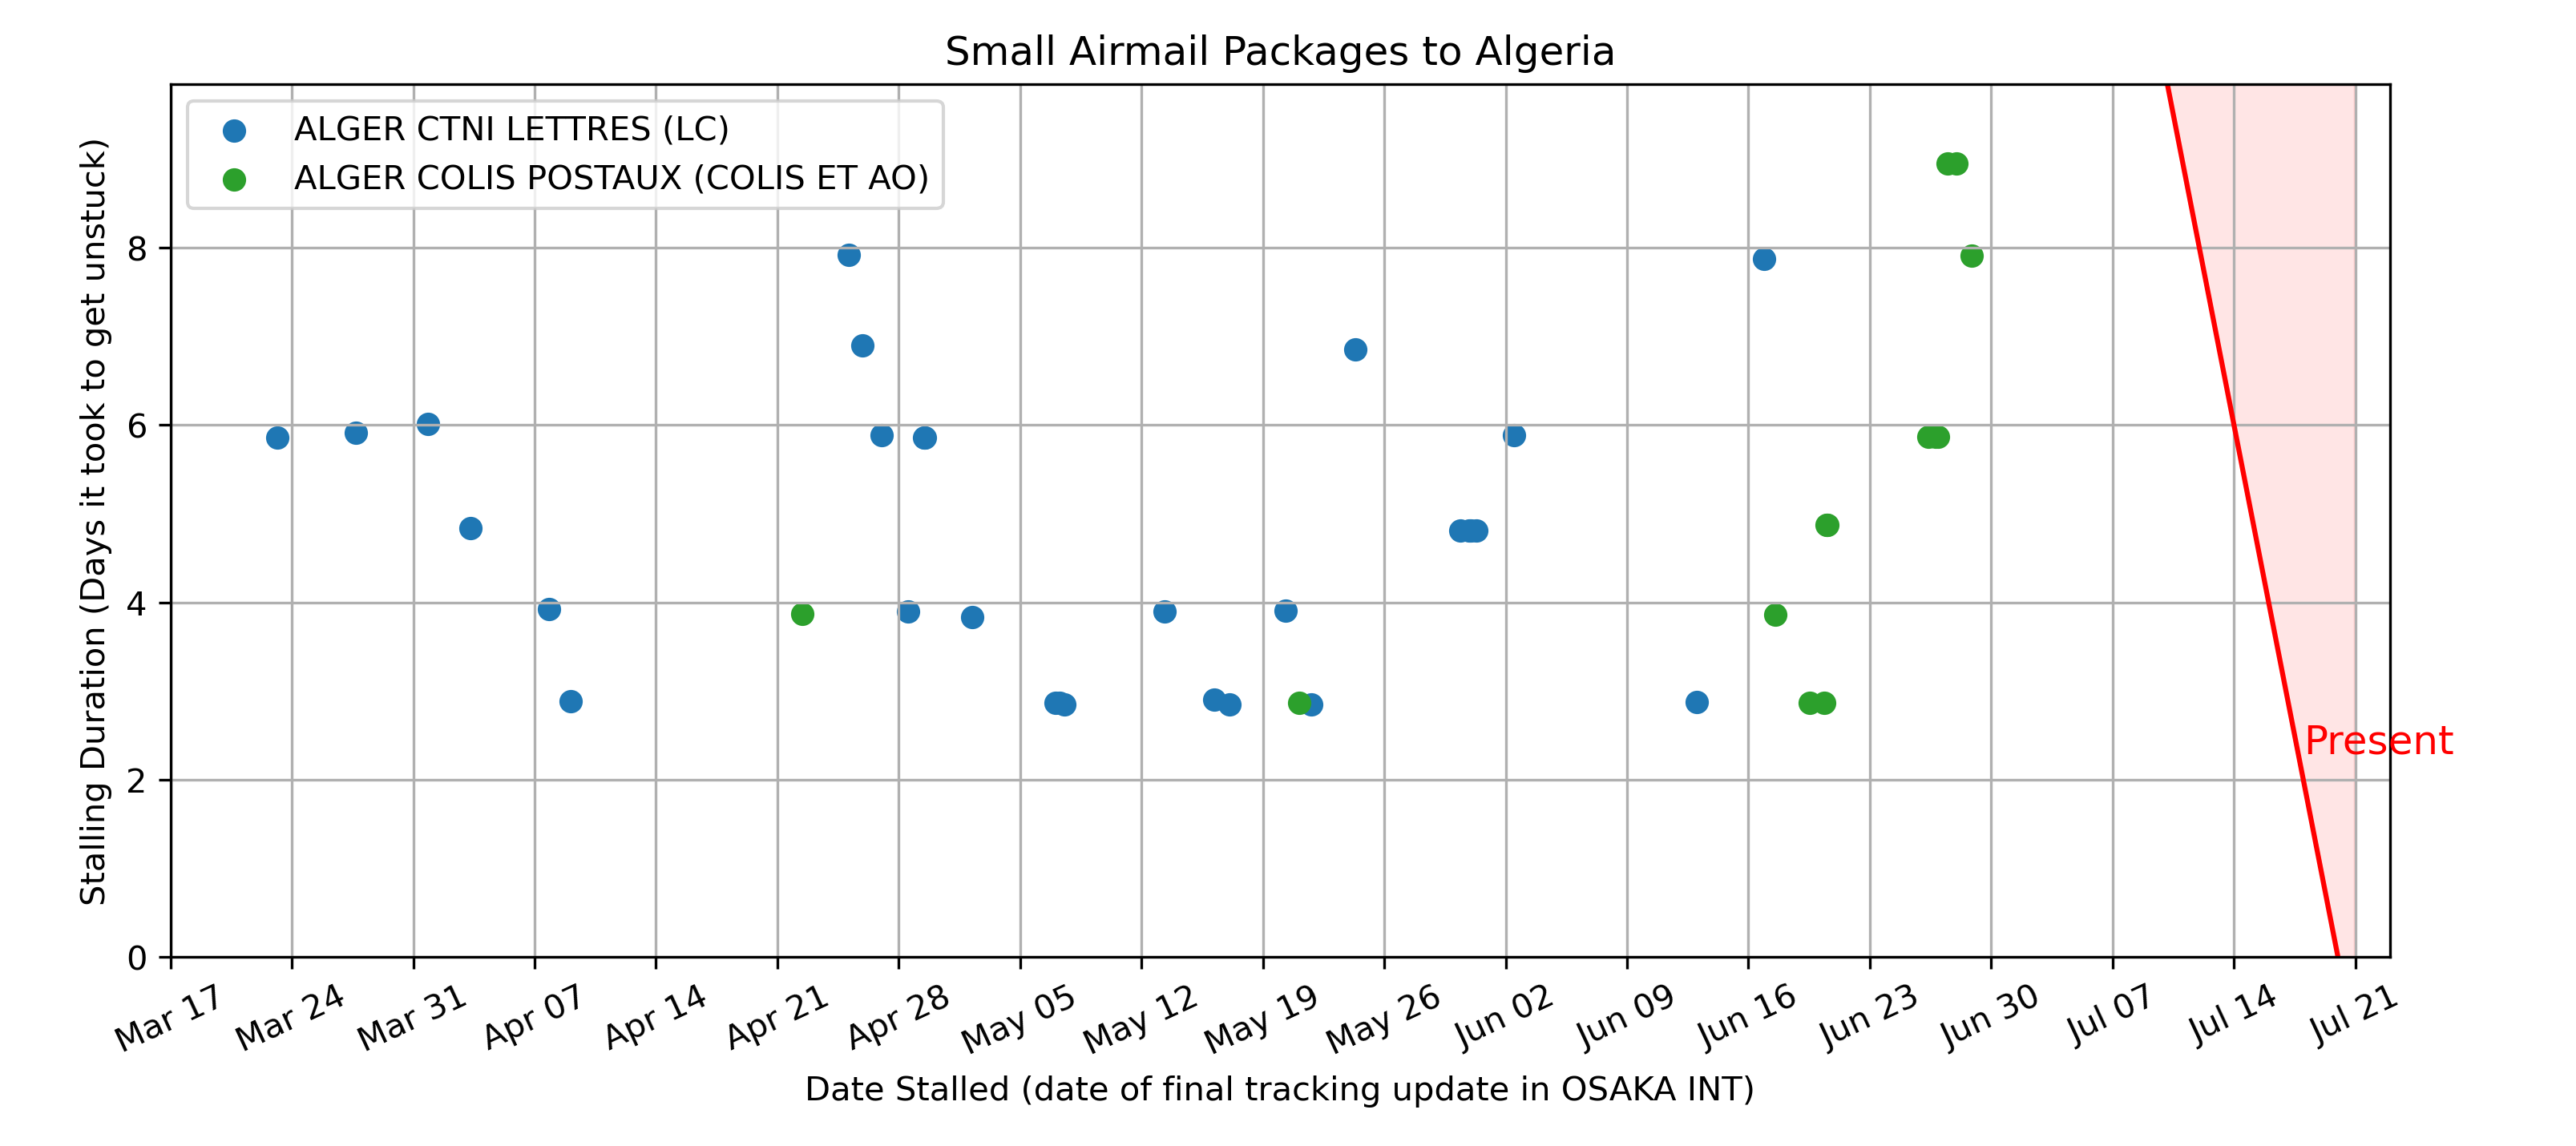 Small Airmail Packages to Algeria
ALGER CTNI LETTRES (LC)
ALGER COLIS POSTAUX (COLIS ET AO)
Stalling Duration (Days it took to get unstuck)
8
6
4
2
0
Present
Mar 17
Mar 24
Mar 31
Apr 07
Apr 14
Apr 21
Apr 28
May 05
May 12
May 19
May 26
Jun 02
Jun 09
Jun 16
Jun 23
Jun 30
Jul 07
Jul 14
Jul 21
Date Stalled (date of final tracking update in OSAKA INT)